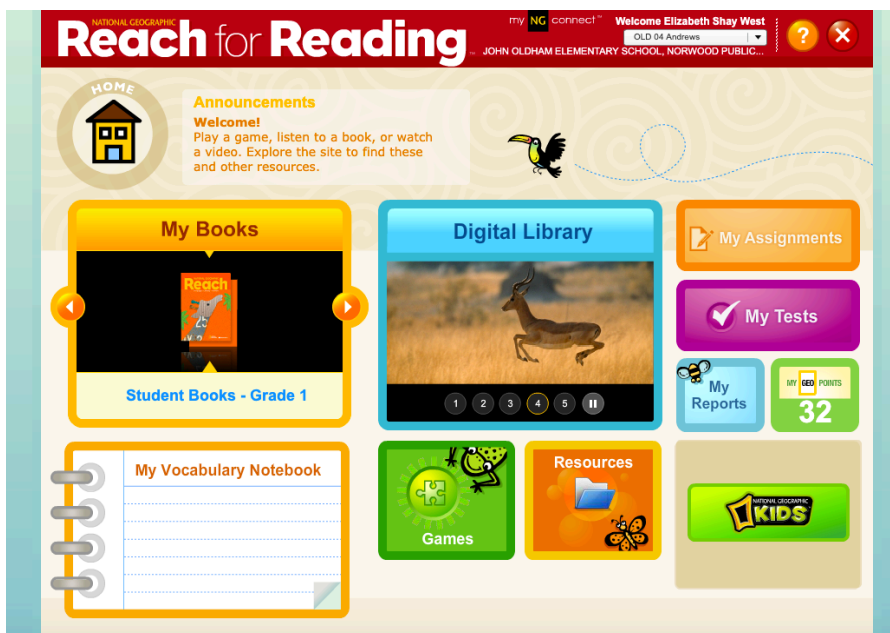 NATIONAL GEOGRAPHIC
Reach for Reading
my NG connect™
Welcome Elizabeth Shay West
OLD 04 Andrews
JOHN OLDHAM ELEMENTARY SCHOOL, NORWOOD PUBLIC...
?
HOME
Announcements
Welcome!
Play a game, listen to a book, or watch
a video. Explore the site to find these
and other resources.
My Books
Reach
Student Books - Grade 1
Digital Library
1 2 3 4 5
My Assignments
My Tests
My
Reports
MY GEO POINTS
32
My Vocabulary Notebook
Games
Resources
NATIONAL GEOGRAPHIC
KIDS